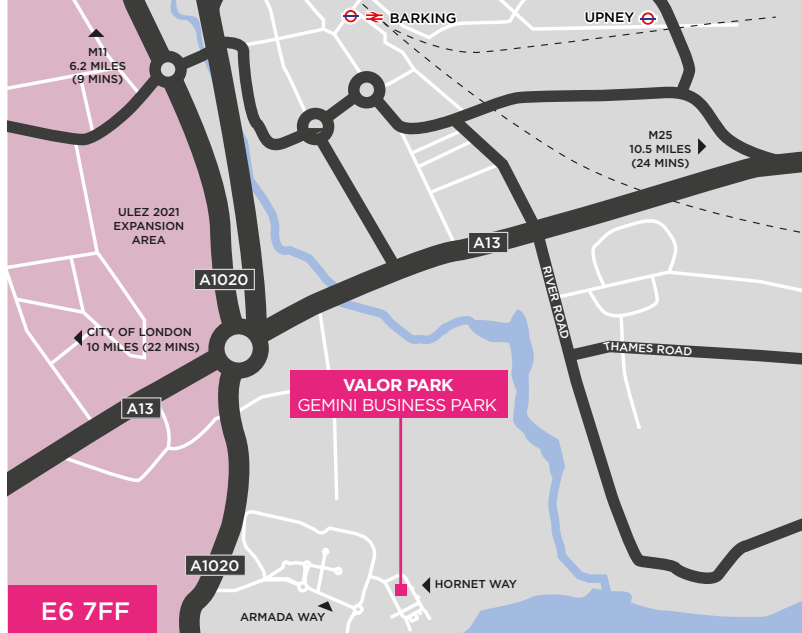 BARKING
UPNEY
M11
6.2 MILES
(9 MINS)
M25
10.5 MILES
(24 MINS)
ULEZ 2021
EXPANSION
AREA
A13
A1020
RIVER ROAD
CITY OF LONDON
10 MILES (22 MINS)
THAMES ROAD
VALOR PARK
GEMINI BUSINESS PARK
A13
A1020
HORNET WAY
E6 7FF
ARMADA WAY